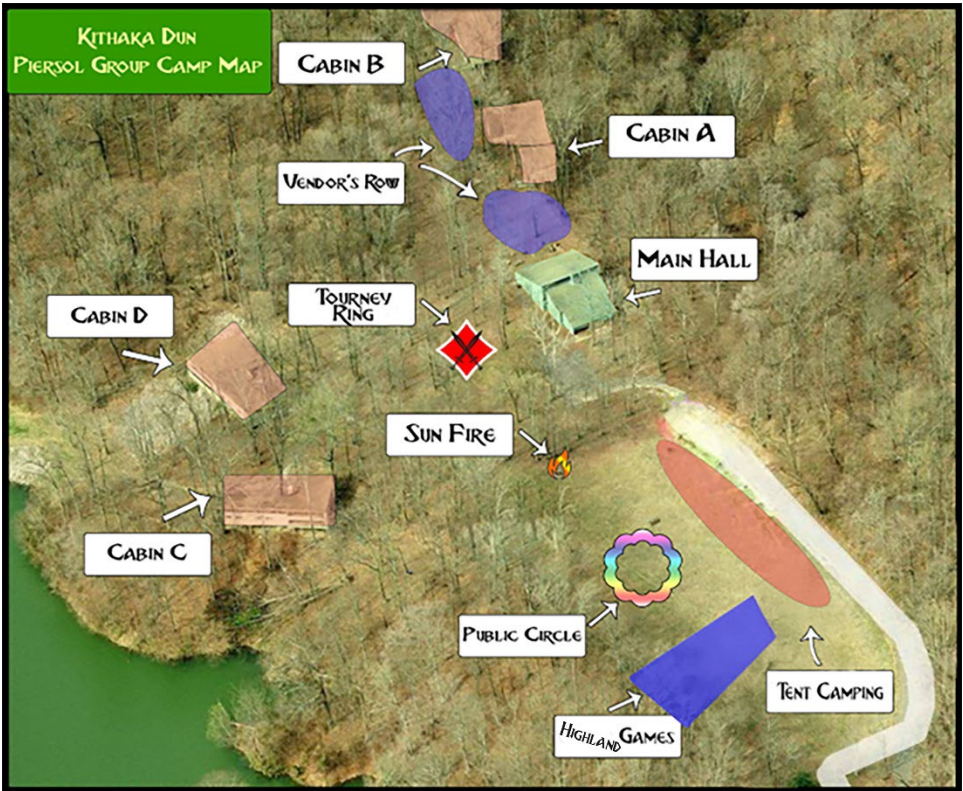 Kithaka Dun
Piersol Group Camp Map
Cabin B
Cabin A
Vendor's Row
Main Hall
Tourney
Ring
Cabin D
Sun Fire
Cabin C
Public Circle
Tent Camping
Highland Games